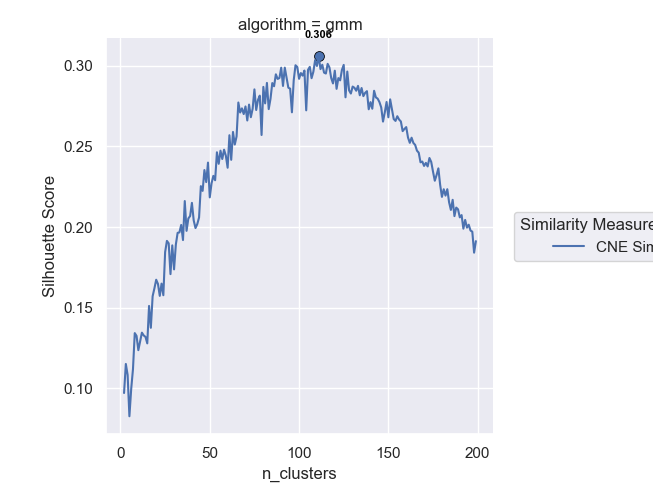 algorithm = gmm
0.306
0.30
0.25
0.20
0.15
0.10
Silhouette Score
0
50
100
150
200
n_clusters
Similarity Measure
CNE Sim